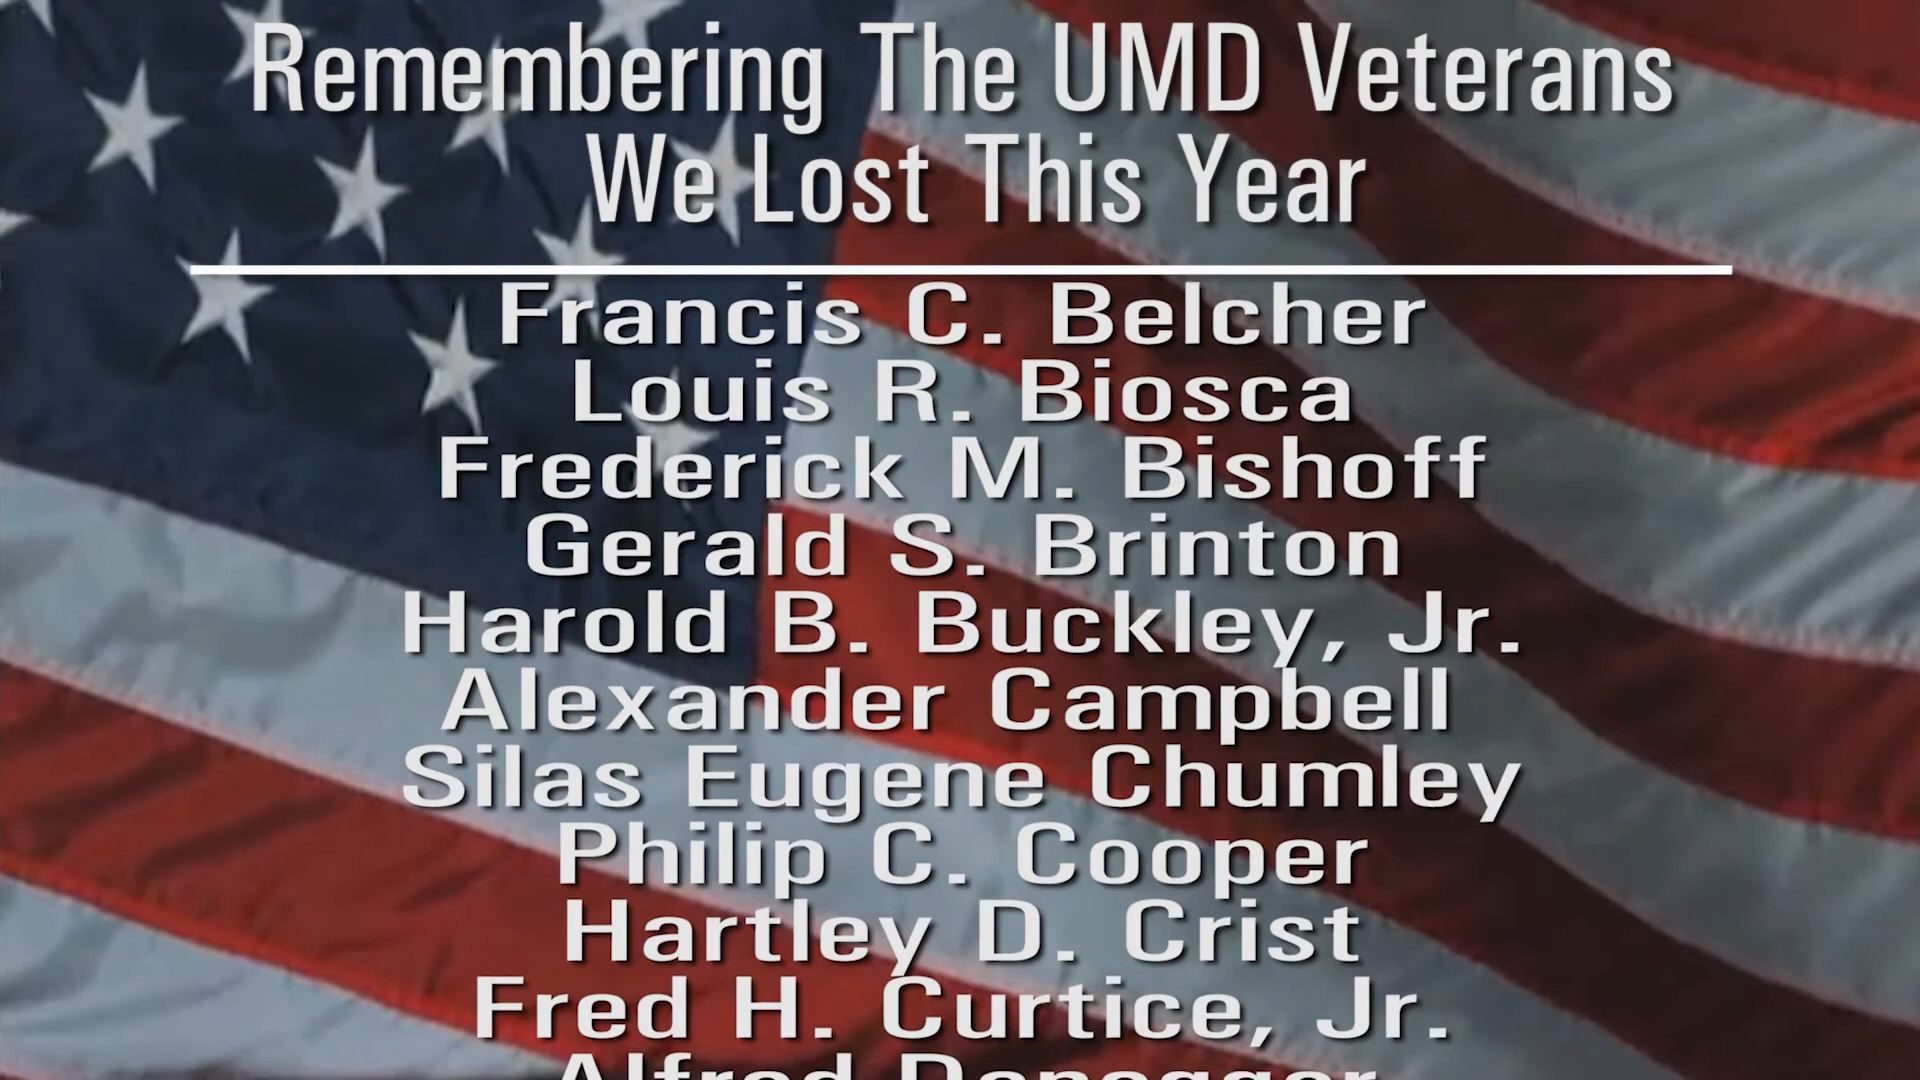 Remembering The UMD Veterans
We Lost This Year
Francis C. Belcher
Louis R. Biosca
Frederick M. Bishoff
Gerald S. Brinton
Harold B. Buckley, Jr.
Alexander Campbell
Silas Eugene Chumley
Philip C. Cooper
Hartley D. Crist
Fred H. Curtice, Jr.
Alfred